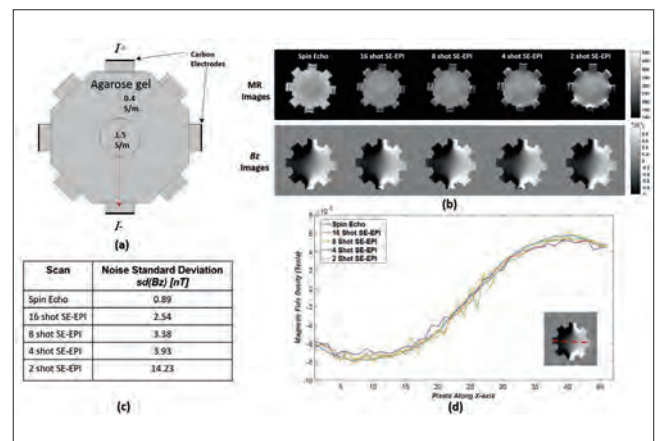 I+
Carbon
Electrodes
Agarose gel
0.4
S/m
1.5
S/m
I-
(a)
Spin Echo 16 shot SE-EPI 8 shot SE-EPI 4 shot SE-EPI 2 shot SE-EPI
MR
Images
Bz
Images
(b)
Scan Noise Standard Deviation
sd(Bz) [nT]
Spin Echo 0.89
16 shot SE-EPI 2.54
8 shot SE-EPI 3.38
4 shot SE-EPI 3.93
2 shot SE-EPI 14.23
(c)
Spin Echo
16 Shot SE-EPI
8 Shot SE-EPI
4 Shot SE-EPI
2 Shot SE-EPI
Magnetic Flux Density (Tesla)
5 10 15 20 25 30 35 40 45
Pixels Along X-axis
(d)